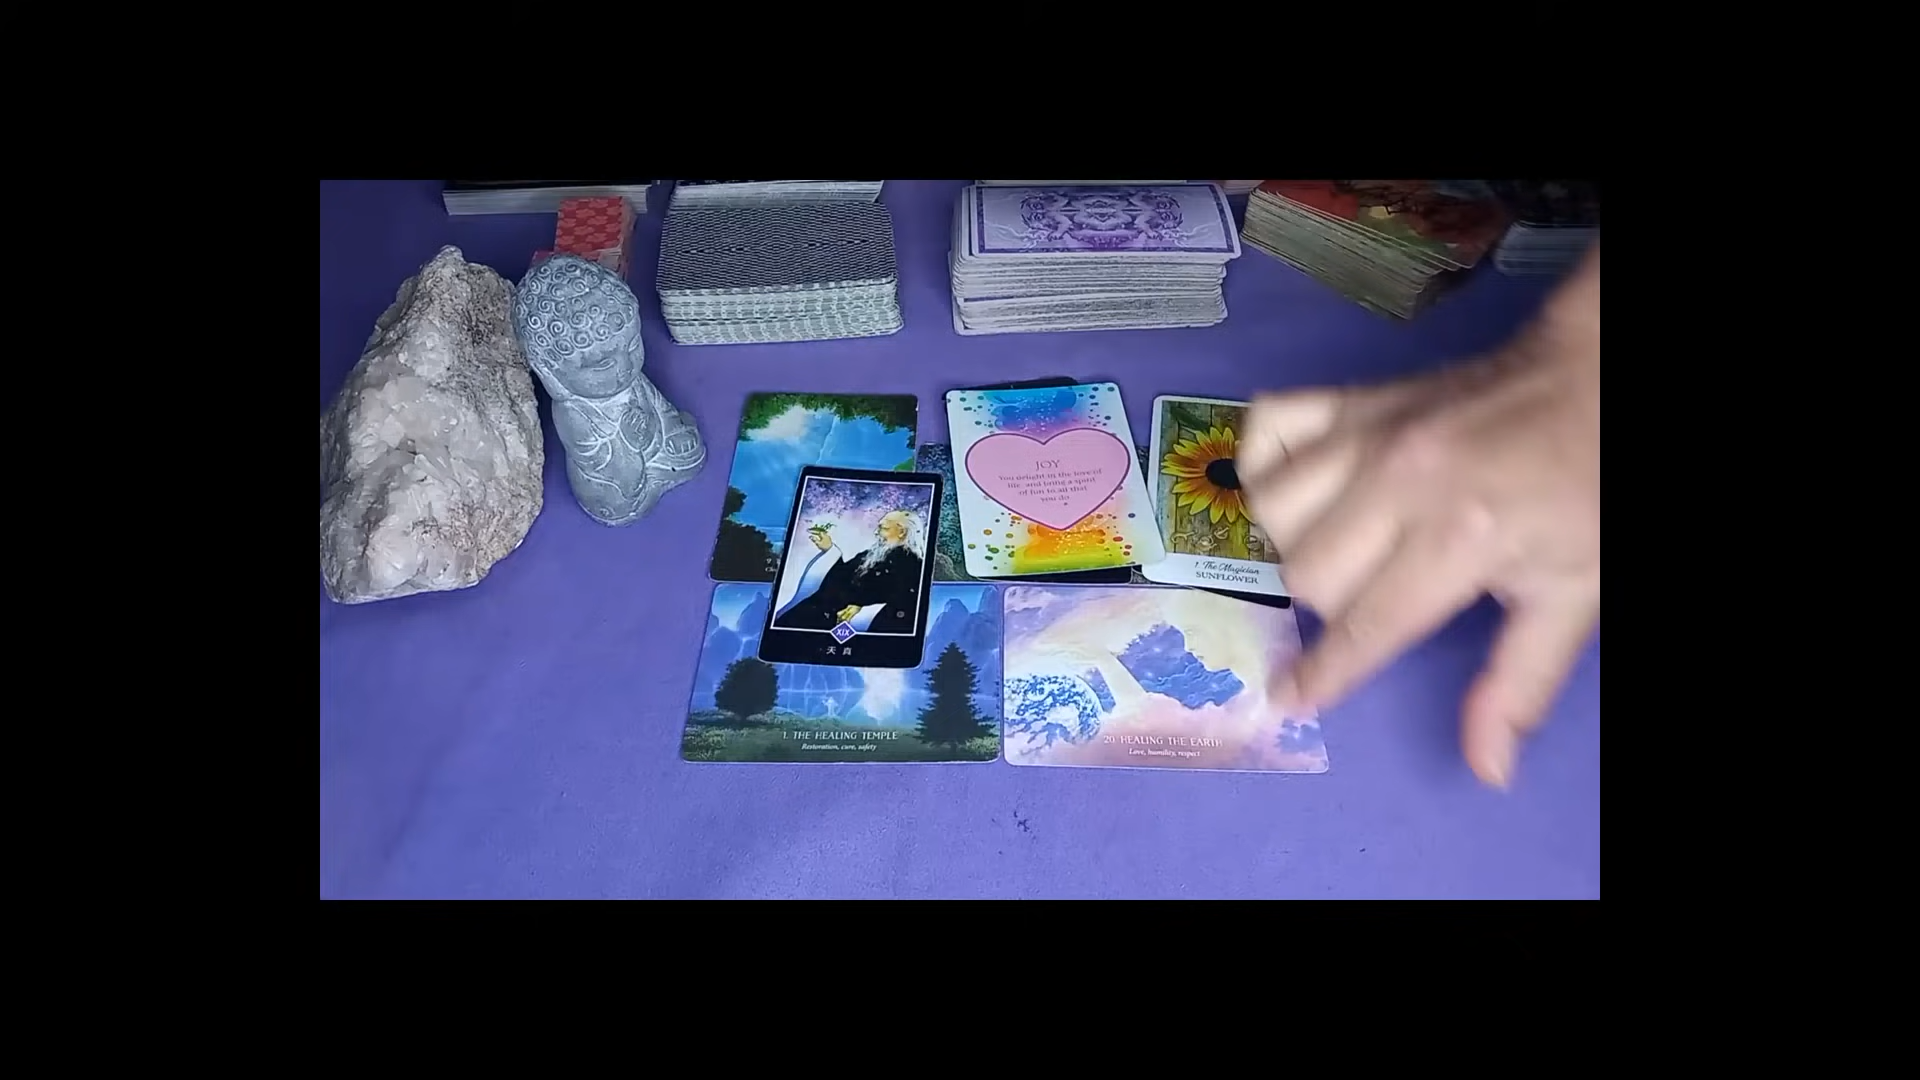 JOY
You delight in the love of
life, and bring a spirit
of fun to all that
you do
1. The Magician
SUNFLOWER
XIX
天真
1. THE HEALING TEMPLE
Restoration, cure, safety
20. HEALING THE EARTH
Love, humility, respect